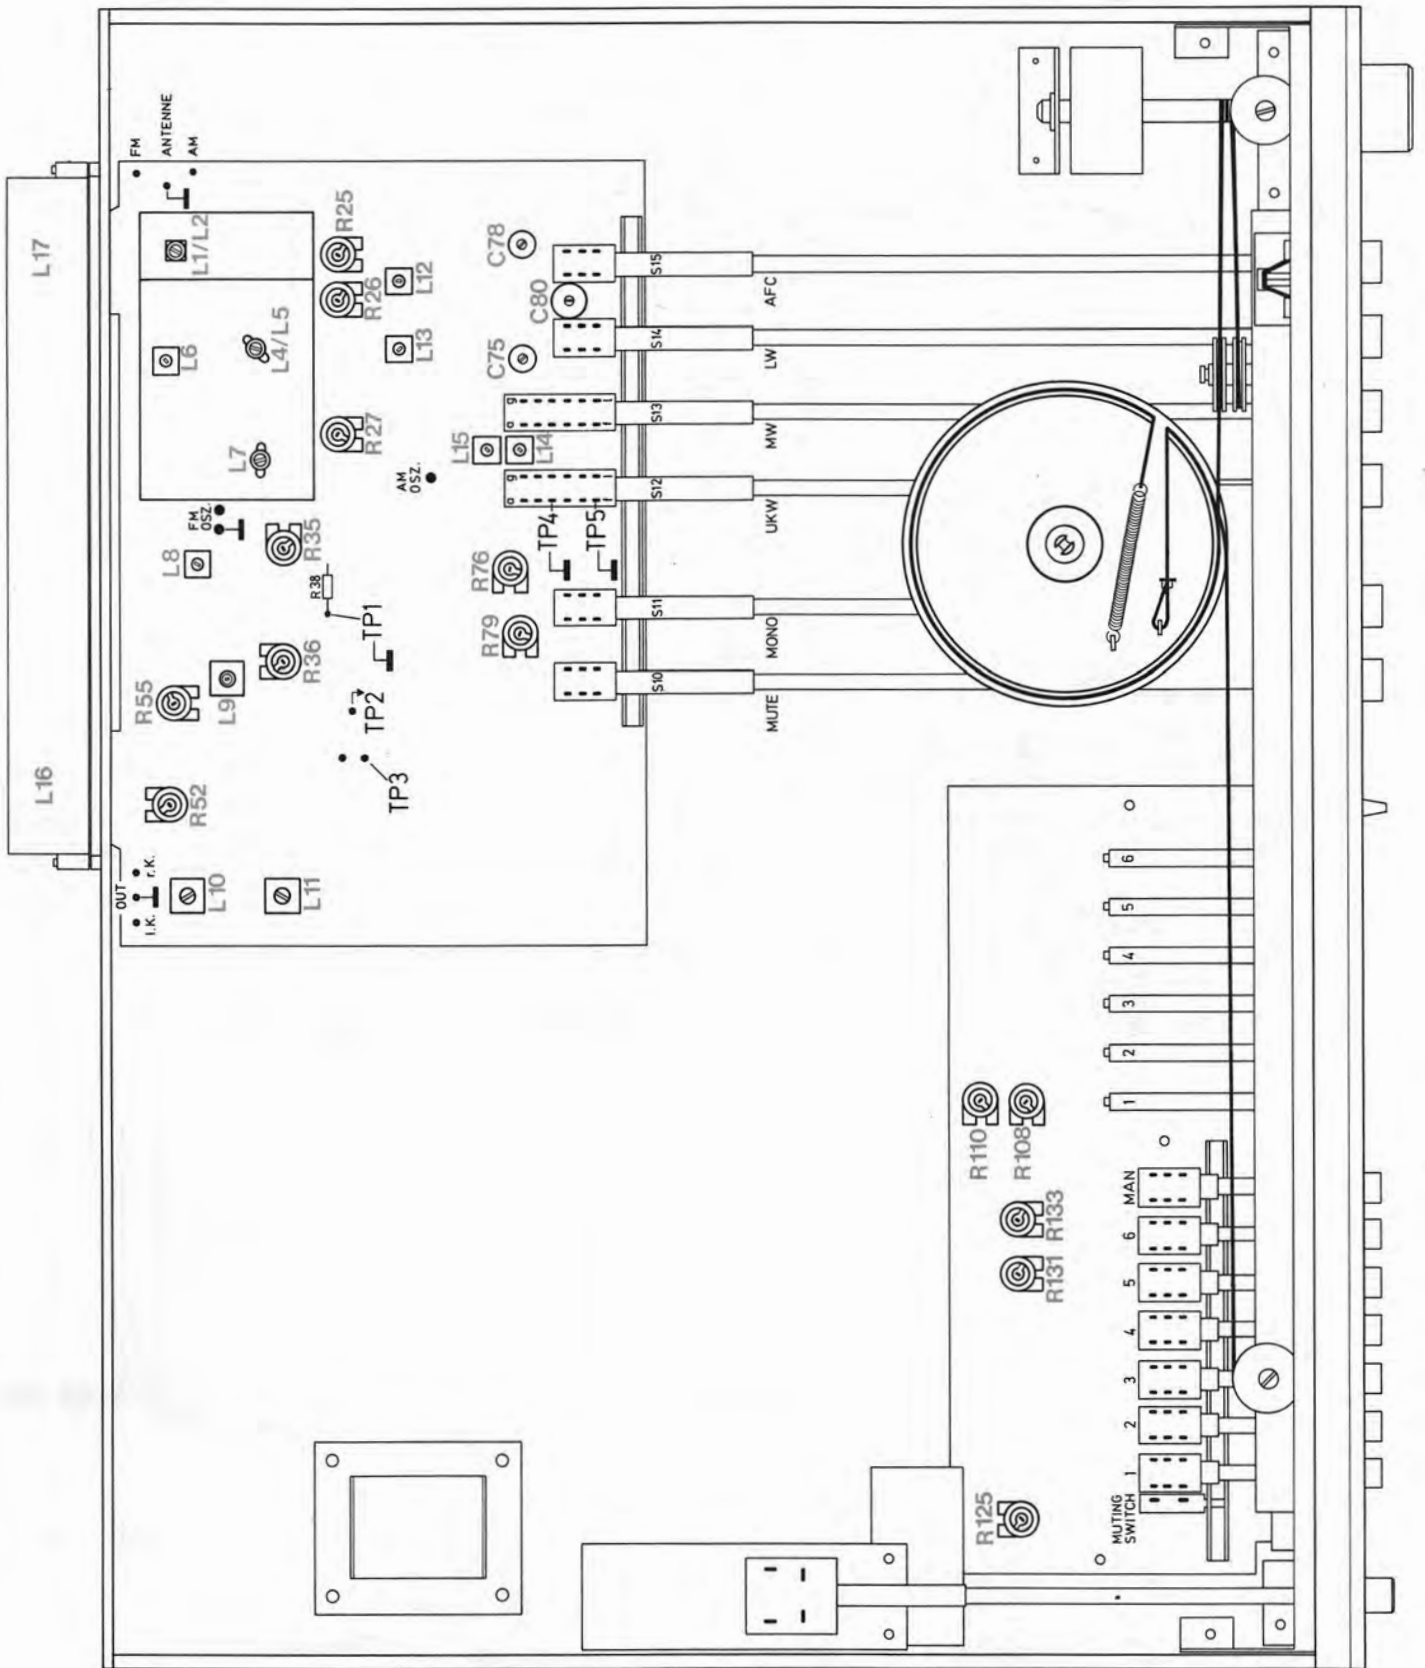 L17
L16
FM
ANTENNE
AM
L1/L2
R25
R26
L12
L13
L6
L4/L5
L7
R27
C78
C80
C75
S15
AFC
S14
LW
S13
MW
L15
L14
AM
OSZ.
S12
UKW
FM
OSZ.
L8
R35
R38
TP1
R76
TP4
TP5
S11
MONO
R79
S10
MUTE
R36
R55
L9
TP2
TP3
R52
OUT
l.K.
r.K.
L10
L11
6
5
4
3
2
1
R110
R108
R133
R131
MAN
6
5
4
3
2
1
MUTING
SWITCH
R125